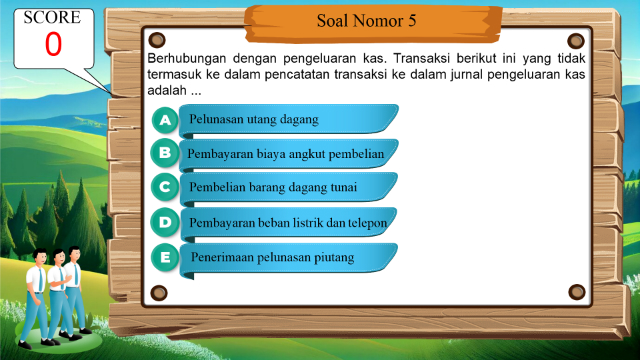 SCORE
0
Soal Nomor 5
Berhubungan dengan pengeluaran kas. Transaksi berikut ini yang tidak
termasuk ke dalam pencatatan transaksi ke dalam jurnal pengeluaran kas
adalah ...
A Pelunasan utang dagang
B Pembayaran biaya angkut pembelian
C Pembelian barang dagang tunai
D Pembayaran beban listrik dan telepon
E Penerimaan pelunasan piutang